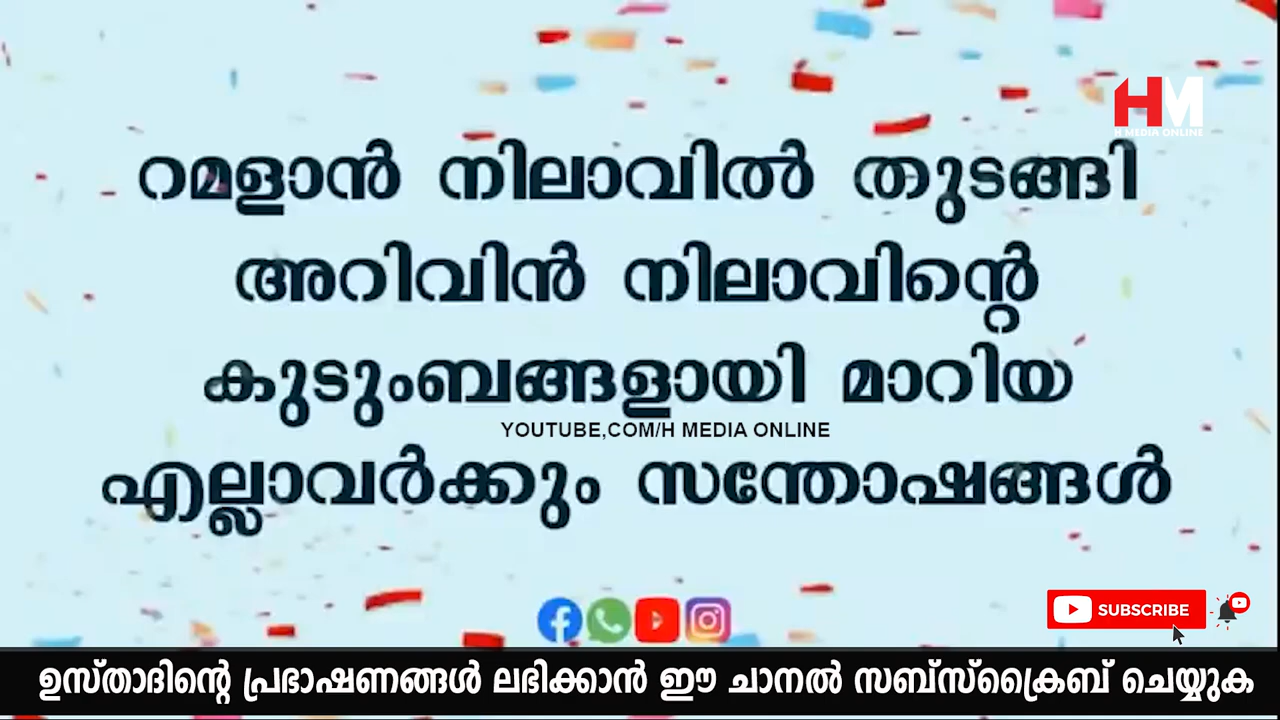 HM
H MEDIA ONLINE
റമളാൻ നിലാവിൽ തുടങ്ങി
അറിവിൻ നിലാവിന്റെ
കുടുംബങ്ങളായി മാറിയ
YOUTUBE,COM/H MEDIA ONLINE
എല്ലാവർക്കും സന്തോഷങ്ങൾ
SUBSCRIBE
ഉസ്താദിന്റെ പ്രഭാഷണങ്ങൾ ലഭിക്കാൻ ഈ ചാനൽ സബ്സ്ക്രൈബ് ചെയ്യുക